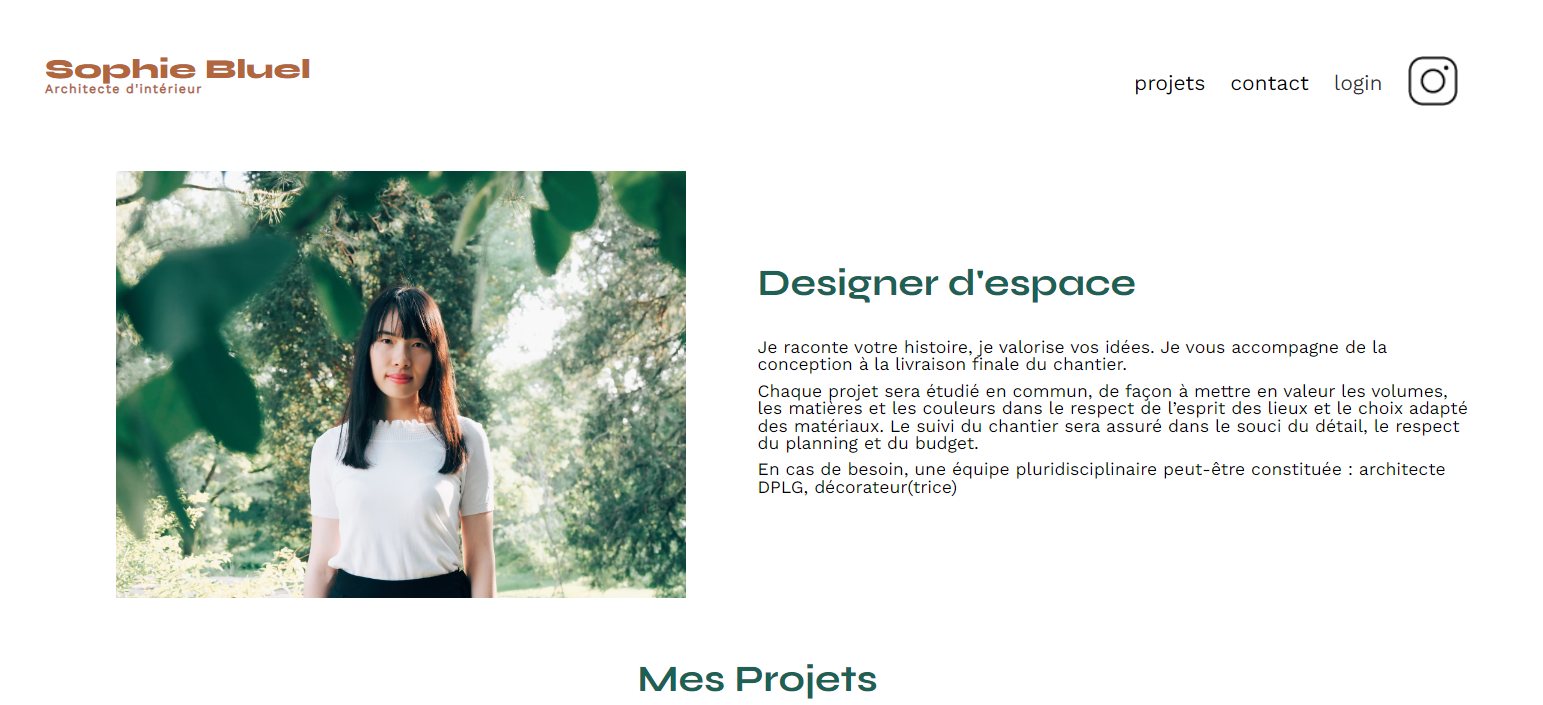 Sophie Bluel
Architecte d'intérieur
projets contact login
Designer d'espace
Je raconte votre histoire, je valorise vos idées. Je vous accompagne de la
conception à la livraison finale du chantier.
Chaque projet sera étudié en commun, de façon à mettre en valeur les volumes,
les matières et les couleurs dans le respect de l’esprit des lieux et le choix adapté
des matériaux. Le suivi du chantier sera assuré dans le souci du détail, le respect
du planning et du budget.
En cas de besoin, une équipe pluridisciplinaire peut-être constituée : architecte
DPLG, décorateur(trice)
Mes Projets